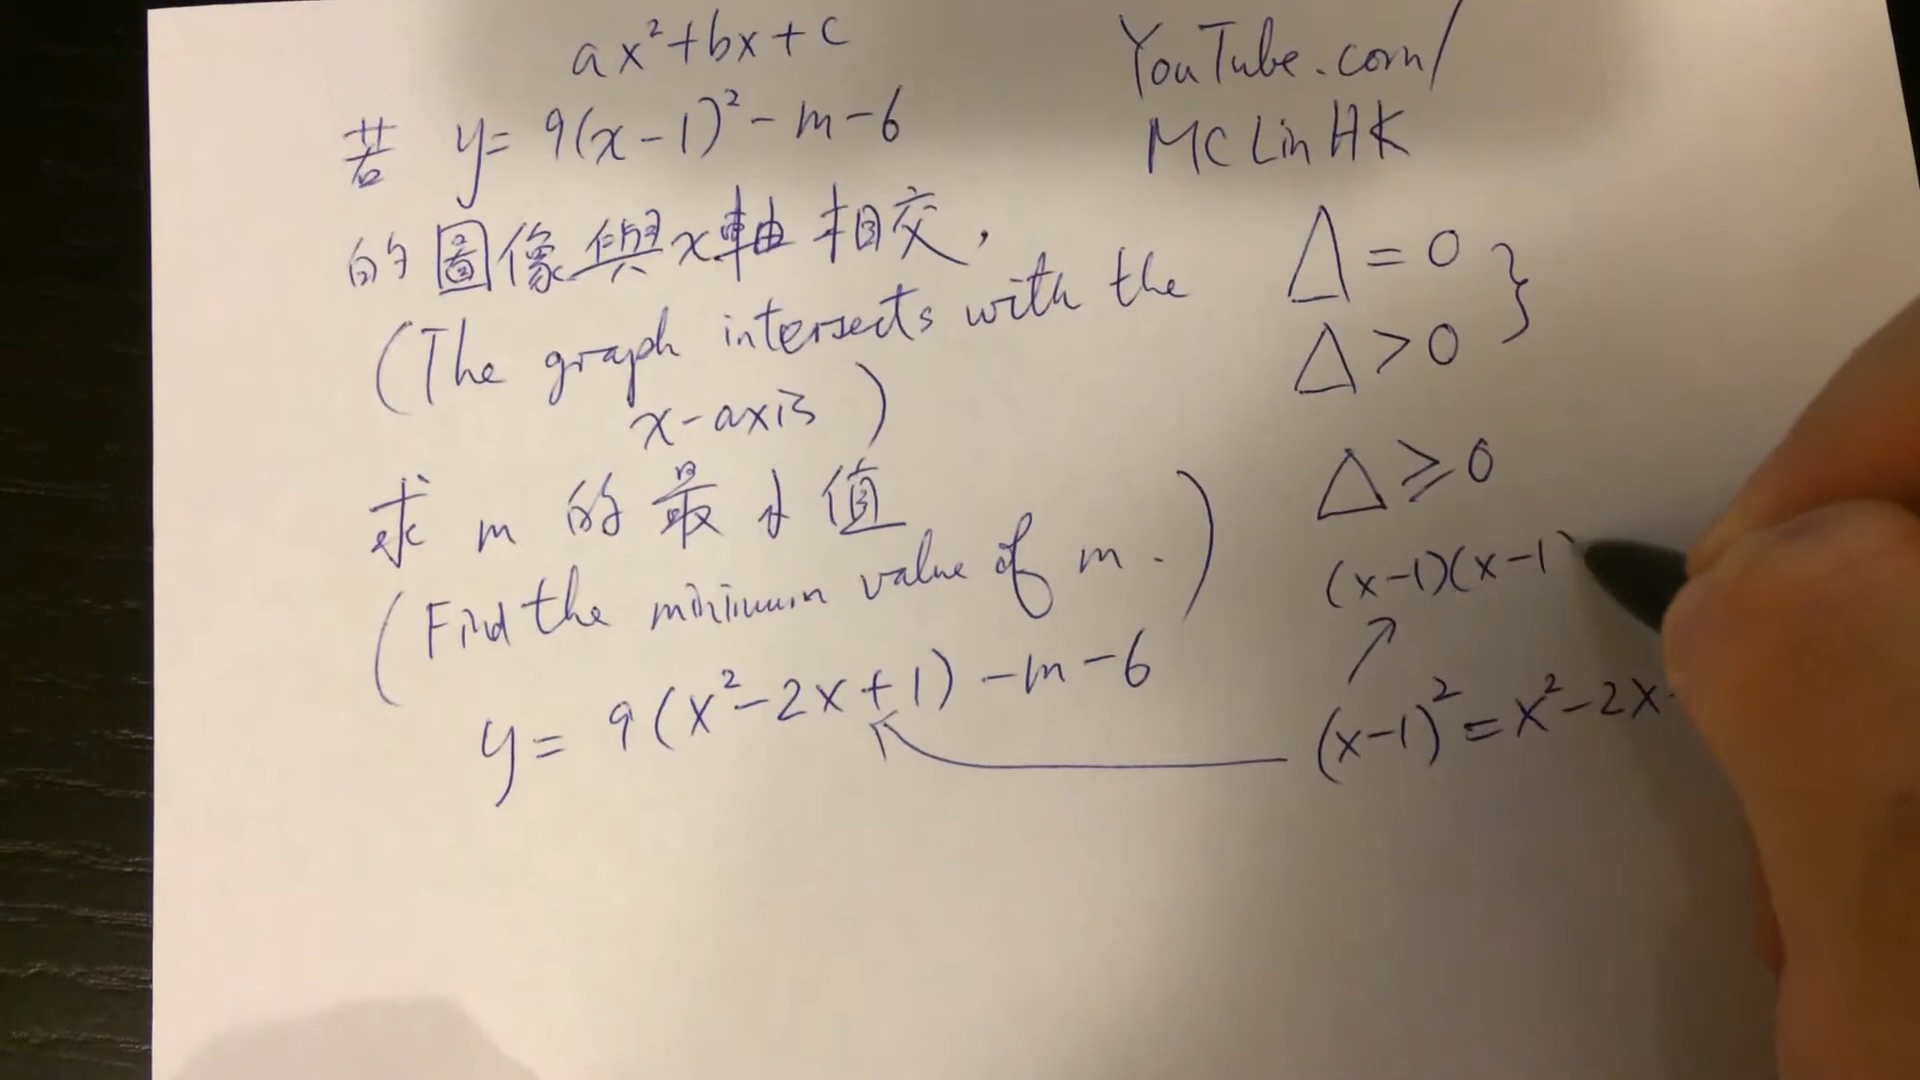 ax²+bx+c
若 y= 9(x-1)²-m-6
的圖像與x軸相交,
(The graph intersects with the
x-axis)
求 m 的最小值
(Find the minimum value of m.)
y= 9(x²-2x+1)-m-6
YouTube.com/
MCLinHK
Δ=0
Δ>0 }
Δ⩾0
(x-1)(x-1)
↗
(x-1)²=x²-2x